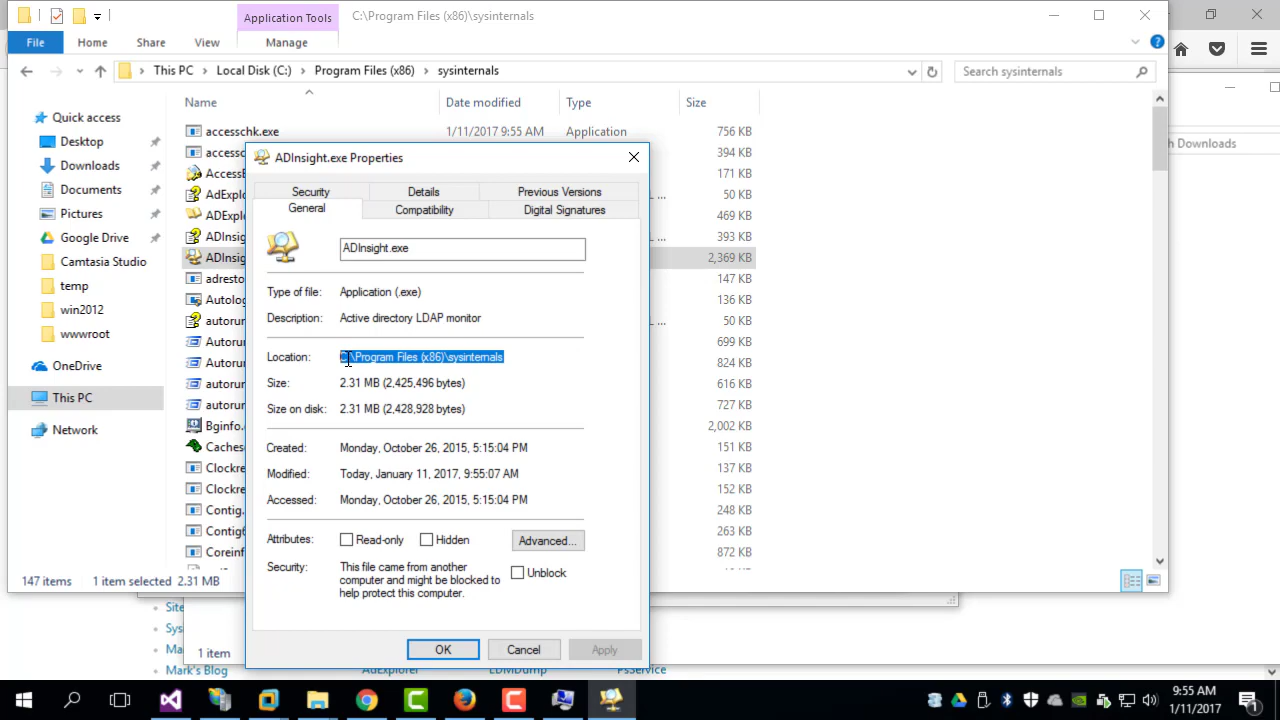 Application Tools
C:\Program Files (x86)\sysinternals
File Home Share View Manage
This PC Local Disk (C:) Program Files (x86) sysinternals
Search sysinternals
Name Date modified Type Size
Quick access
Desktop
Downloads
Documents
Pictures
Google Drive
Camtasia Studio
temp
win2012
wwwroot
OneDrive
This PC
Network
accesschk.exe 1/11/2017 9:55 AM Application 756 KB
394 KB
171 KB
50 KB
469 KB
393 KB
2,369 KB
adresto 147 KB
136 KB
50 KB
699 KB
824 KB
616 KB
727 KB
Bginfo. 2,002 KB
151 KB
137 KB
152 KB
Contig. 248 KB
263 KB
872 KB
147 items 1 item selected 2.31 MB
ADInsight.exe Properties
Security Details Previous Versions
General Compatibility Digital Signatures
ADInsight.exe
Type of file: Application (.exe)
Description: Active directory LDAP monitor
Location: C:\Program Files (x86)\sysinternals
Size: 2.31 MB (2,425,496 bytes)
Size on disk: 2.31 MB (2,428,928 bytes)
Created: Monday, October 26, 2015, 5:15:04 PM
Modified: Today, January 11, 2017, 9:55:07 AM
Accessed: Monday, October 26, 2015, 5:15:04 PM
Attributes: Read-only Hidden Advanced...
Security: This file came from another
computer and might be blocked to
help protect this computer.
Unblock
OK Cancel Apply
h Downloads
1 item
Mark's Blog AdExplorer LDMDump PsService
9:55 AM
1/11/2017
1